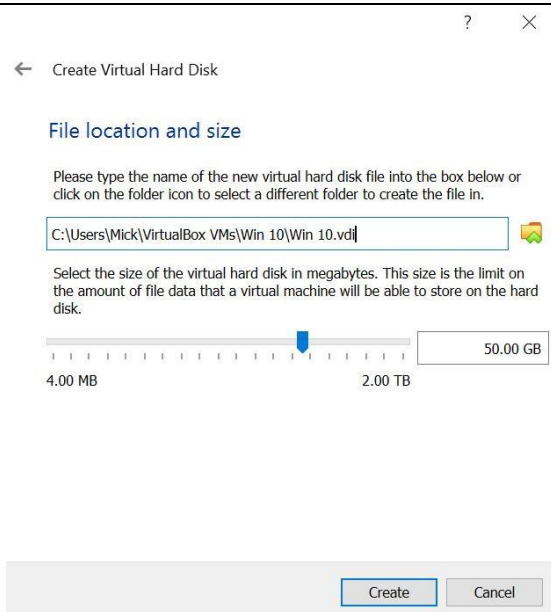 ?
Create Virtual Hard Disk
File location and size
Please type the name of the new virtual hard disk file into the box below or
click on the folder icon to select a different folder to create the file in.
C:\Users\Mick\VirtualBox VMs\Win 10\Win 10.vdi
Select the size of the virtual hard disk in megabytes. This size is the limit on
the amount of file data that a virtual machine will be able to store on the hard
disk.
50.00 GB
4.00 MB 2.00 TB
Create Cancel